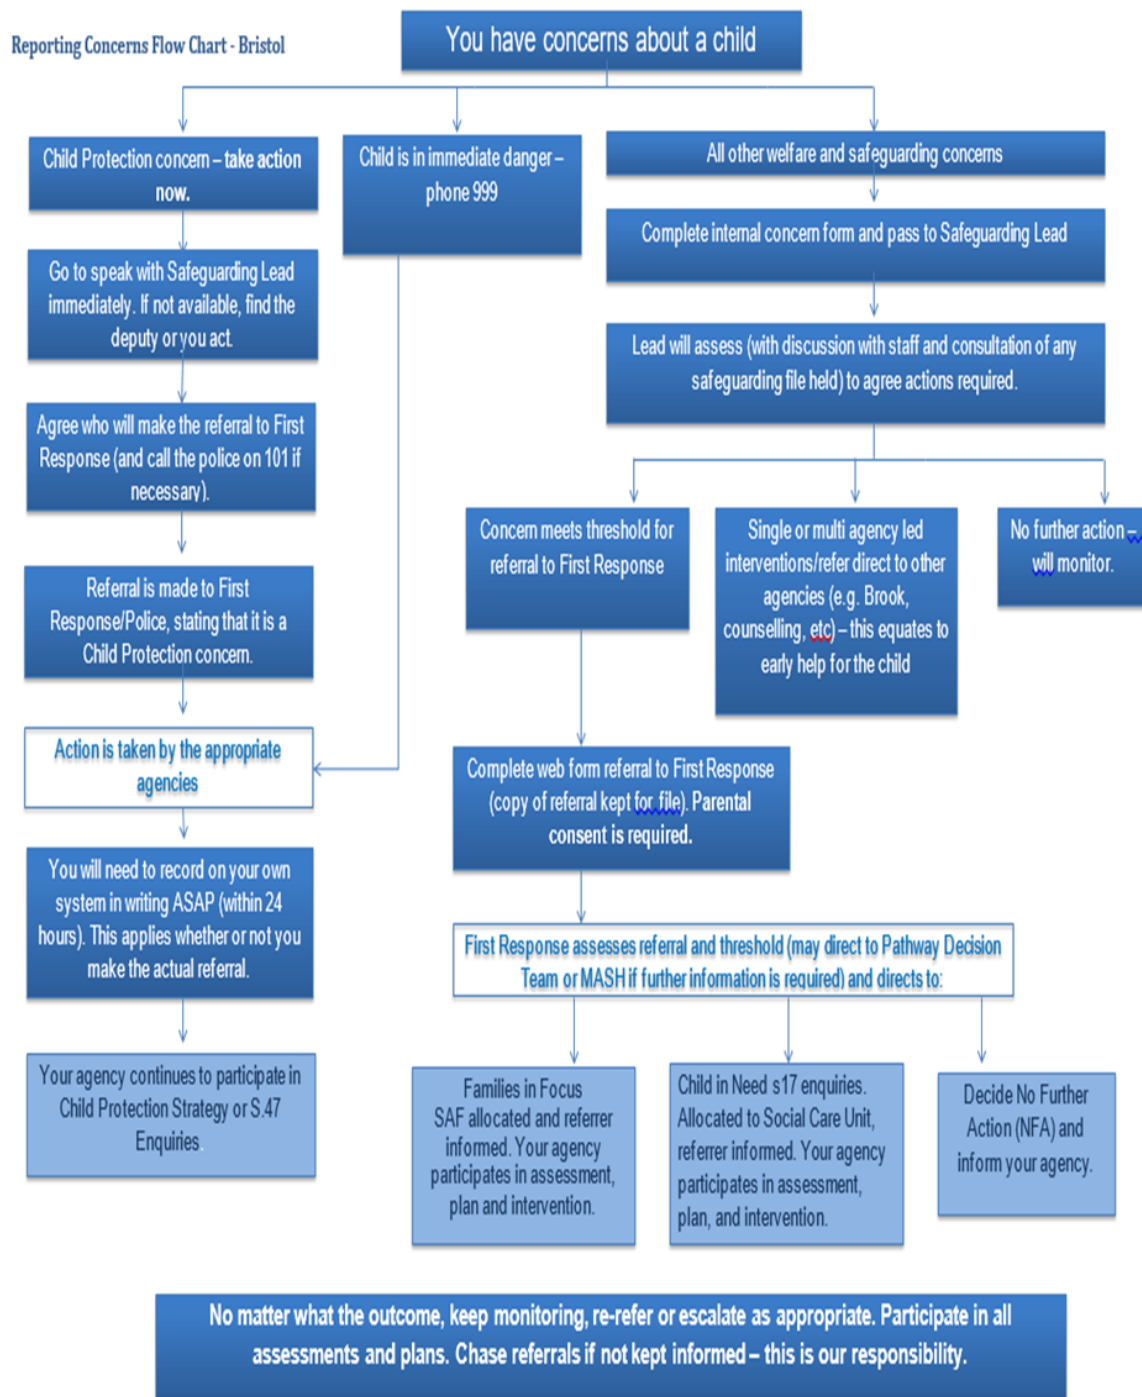 Reporting Concerns Flow Chart - Bristol
You have concerns about a child
Child Protection concern – take action
now.
Go to speak with Safeguarding Lead
immediately. If not available, find the
deputy or you act.
Agree who will make the referral to First
Response (and call the police on 101 if
necessary).
Referral is made to First
Response/Police, stating that it is a
Child Protection concern.
Action is taken by the appropriate
agencies
You will need to record on your own
system in writing ASAP (within 24
hours). This applies whether or not you
make the actual referral.
Your agency continues to participate in
Child Protection Strategy or S.47
Enquiries.
Child is in immediate danger –
phone 999
All other welfare and safeguarding concerns
Complete internal concern form and pass to Safeguarding Lead
Lead will assess (with discussion with staff and consultation of any
safeguarding file held) to agree actions required.
Concern meets threshold for
referral to First Response
Single or multi agency led
interventions/refer direct to other
agencies (e.g. Brook,
counselling, etc) – this equates to
early help for the child
No further action –
will monitor.
Complete web form referral to First Response
(copy of referral kept for file). Parental
consent is required.
First Response assesses referral and threshold (may direct to Pathway Decision
Team or MASH if further information is required) and directs to:
Families in Focus
SAF allocated and referrer
informed. Your agency
participates in assessment,
plan and intervention.
Child in Need s17 enquiries.
Allocated to Social Care Unit,
referrer informed. Your agency
participates in assessment,
plan, and intervention.
Decide No Further
Action (NFA) and
inform your agency.
No matter what the outcome, keep monitoring, re-refer or escalate as appropriate. Participate in all
assessments and plans. Chase referrals if not kept informed – this is our responsibility.